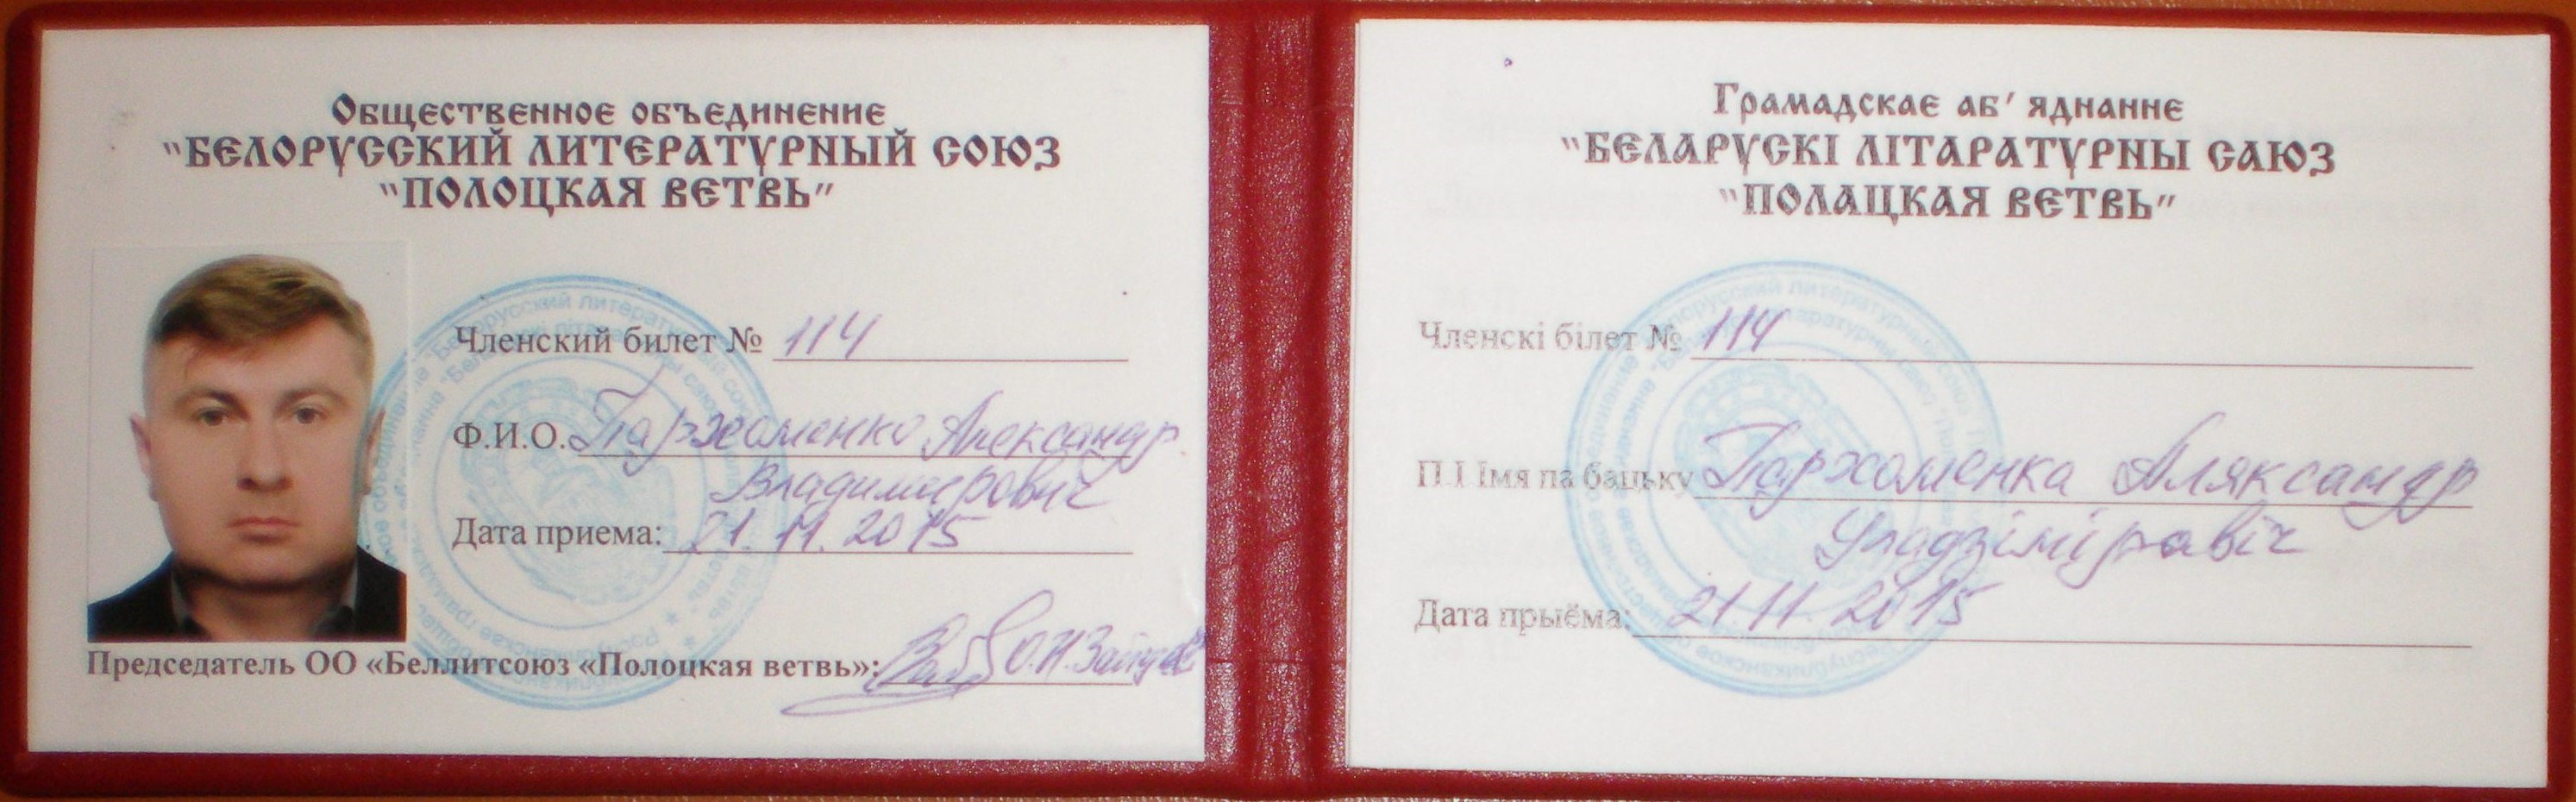 Общественное объединение
"БЕЛОРУССКИЙ ЛИТЕРАТУРНЫЙ СОЮЗ
"ПОЛОЦКАЯ ВЕТВЬ"
Членский билет № 114
Ф.И.О. Пархоменко Александр
Владимирович
Дата приема: 21.11.2015
Председатель ОО «Беллитсоюз «Полоцкая ветвь»:
Грамадскае аб' яднанне
"БЕЛАРУСКІ ЛІТАРАТУРНЫ САЮЗ
"ПОЛАЦКАЯ ВЕТВЬ"
Членскі білет № 114
П.І Імя па бацьку Пархоменка Аляксандр
Уладзіміравіч
Дата прыёма: 21.11.2015